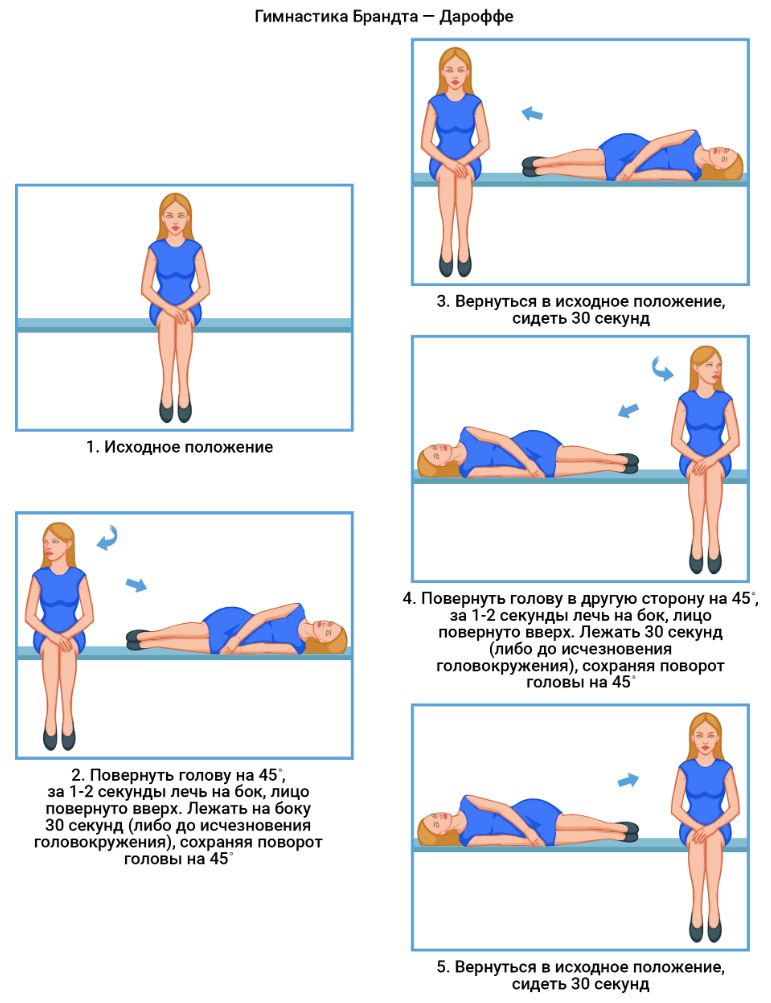 Гимнастика Брандта — Дароффе
1. Исходное положение
2. Повернуть голову на 45°,
за 1-2 секунды лечь на бок, лицо
повернуто вверх. Лежать на боку
30 секунд (либо до исчезновения
головокружения), сохраняя поворот
головы на 45°
3. Вернуться в исходное положение,
сидеть 30 секунд
4. Повернуть голову в другую сторону на 45°,
за 1-2 секунды лечь на бок, лицо
повернуто вверх. Лежать 30 секунд
(либо до исчезновения
головокружения), сохраняя поворот
головы на 45°
5. Вернуться в исходное положение,
сидеть 30 секунд